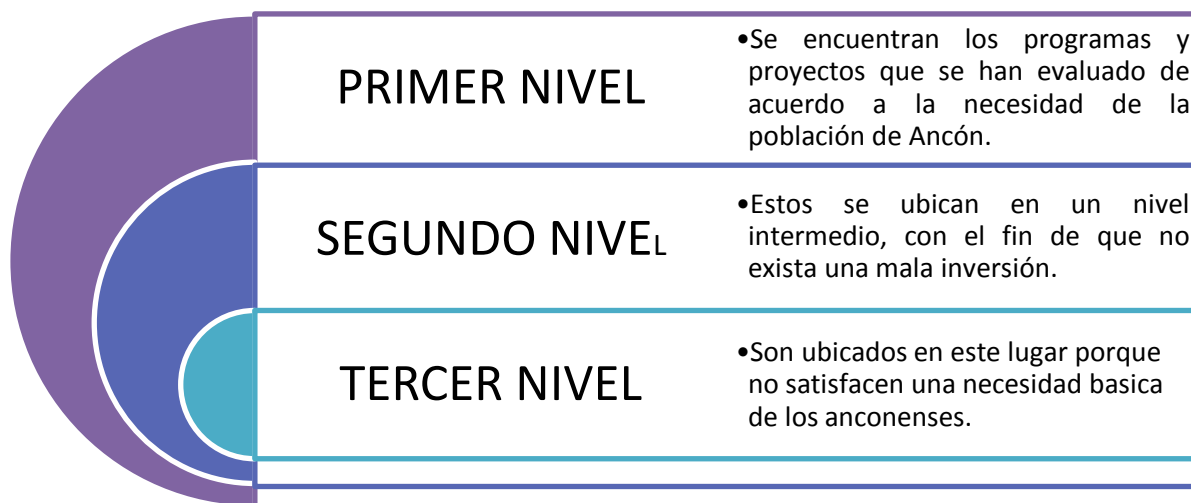 PRIMER NIVEL
•Se encuentran los programas y
proyectos que se han evaluado de
acuerdo a la necesidad de la
población de Ancón.
SEGUNDO NIVEL
•Estos se ubican en un nivel
intermedio, con el fin de que no
exista una mala inversión.
TERCER NIVEL
•Son ubicados en este lugar porque
no satisfacen una necesidad basica
de los anconenses.